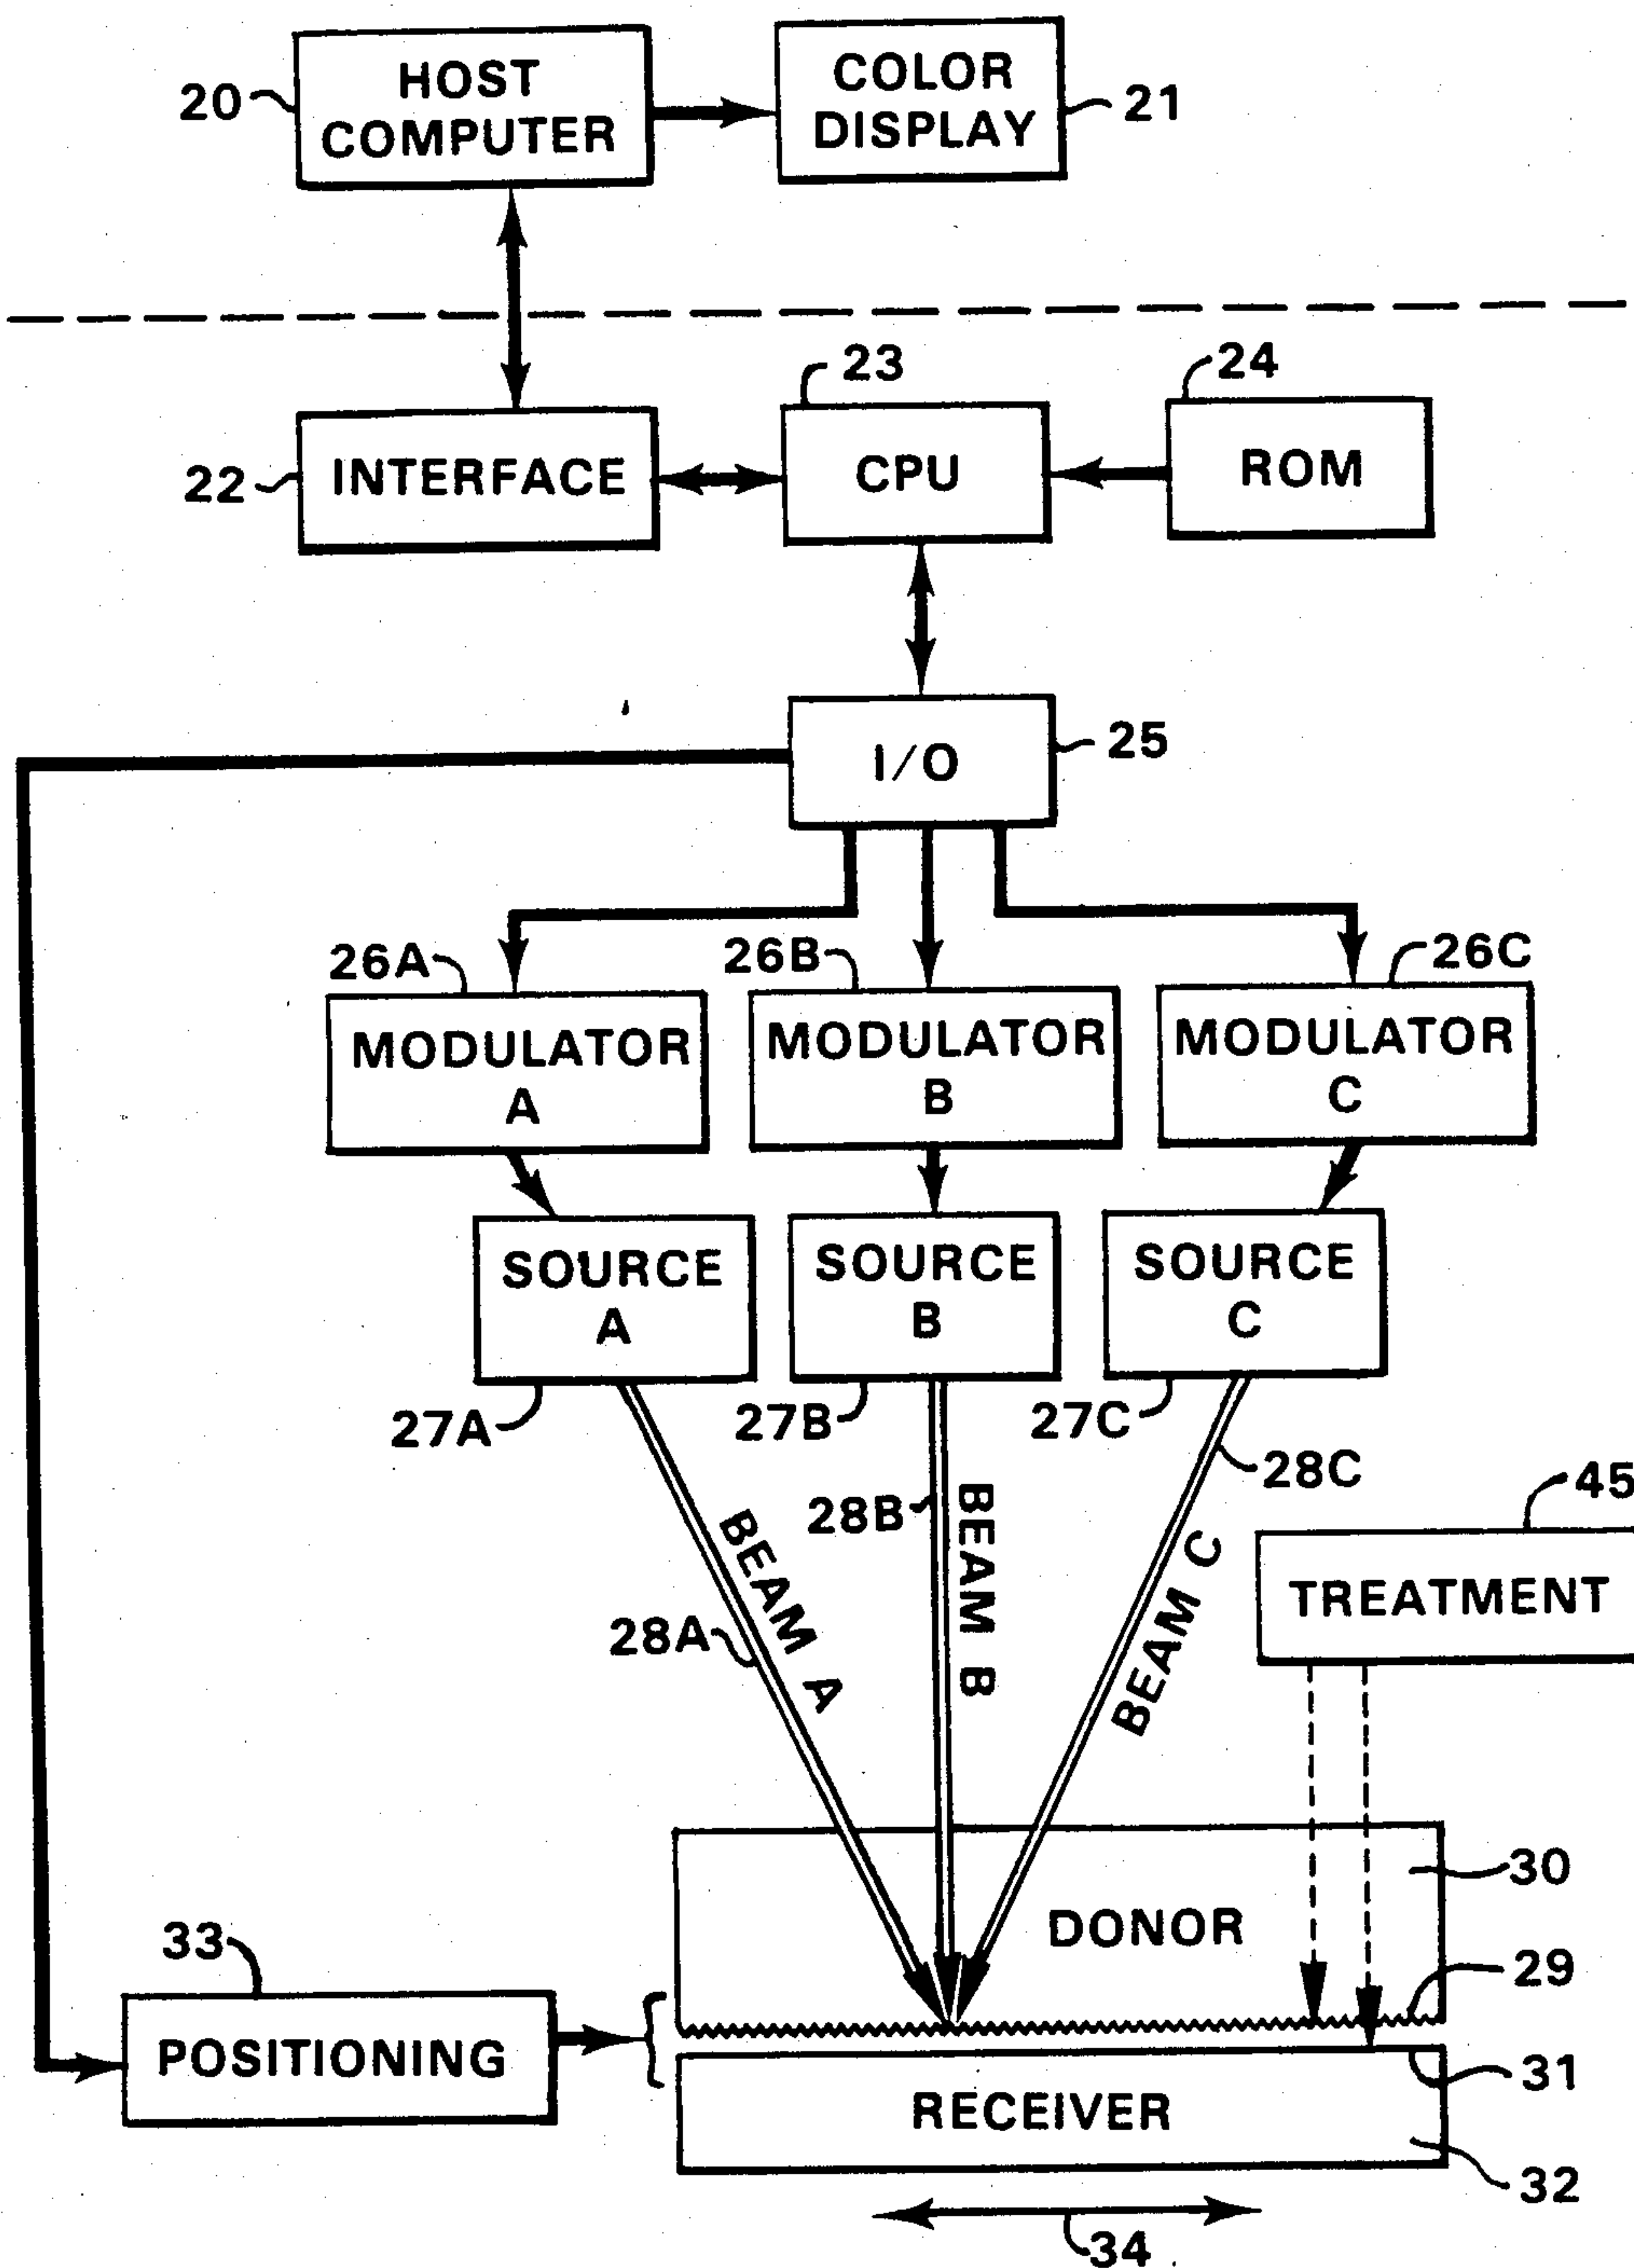 HOST
COMPUTER
20
COLOR
DISPLAY
21
23
24
22
INTERFACE
CPU
ROM
I/O
25
26A
26B
26C
MODULATOR
A
MODULATOR
B
MODULATOR
C
SOURCE
A
SOURCE
B
SOURCE
C
27A
27B
27C
28C
45
28B
BEAM A
BEAM B
BEAM C
TREATMENT
28A
30
DONOR
33
29
POSITIONING
31
RECEIVER
32
34